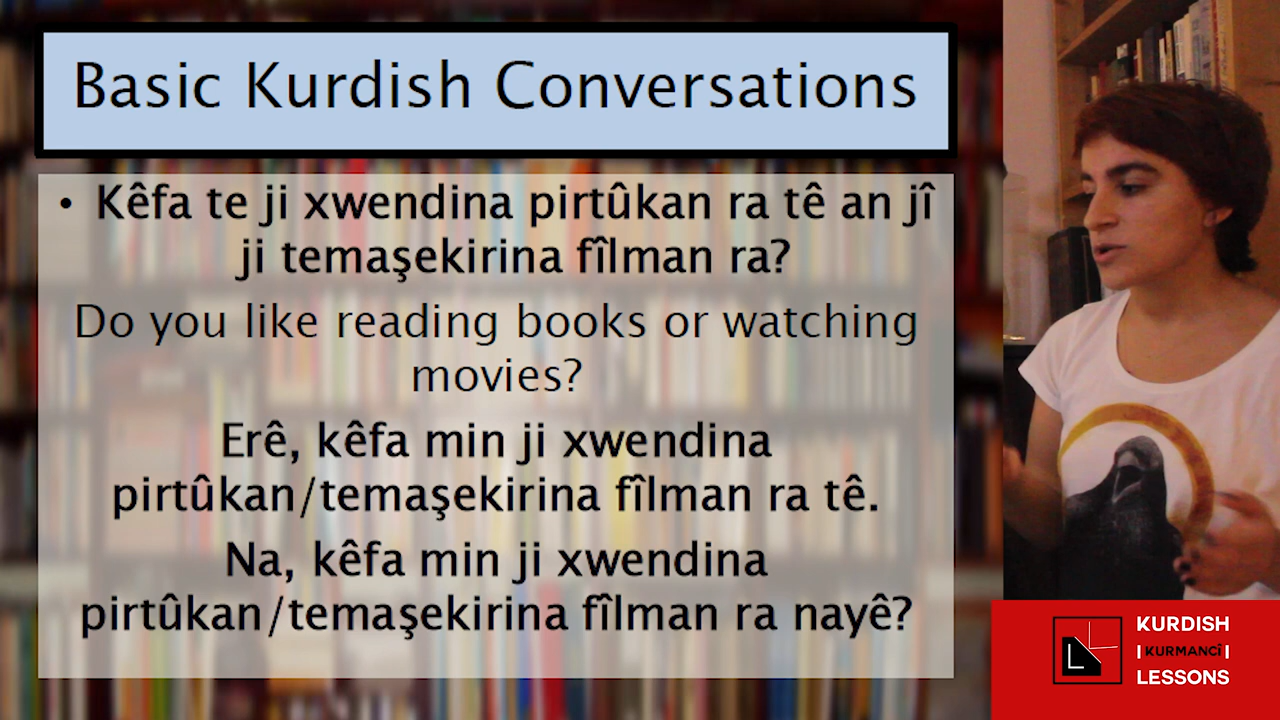 Basic Kurdish Conversations
• Kêfa te ji xwendina pirtûkan ra tê an jî
ji temaşekirina fîlman ra?
Do you like reading books or watching
movies?
Erê, kêfa min ji xwendina
pirtûkan/temaşekirina fîlman ra tê.
Na, kêfa min ji xwendina
pirtûkan/temaşekirina fîlman ra nayê?
KURDISH
| KURMANCÎ |
LESSONS